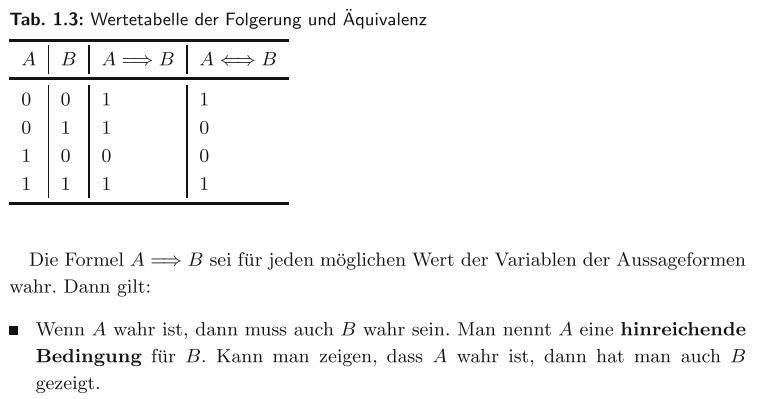 Tab. 1.3: Wertetabelle der Folgerung und Äquivalenz
A B A ⟹ B A ⟺ B
0 0 1 1
0 1 1 0
1 0 0 0
1 1 1 1
Die Formel A ⟹ B sei für jeden möglichen Wert der Variablen der Aussageformen
wahr. Dann gilt:
■ Wenn A wahr ist, dann muss auch B wahr sein. Man nennt A eine hinreichende
Bedingung für B. Kann man zeigen, dass A wahr ist, dann hat man auch B
gezeigt.